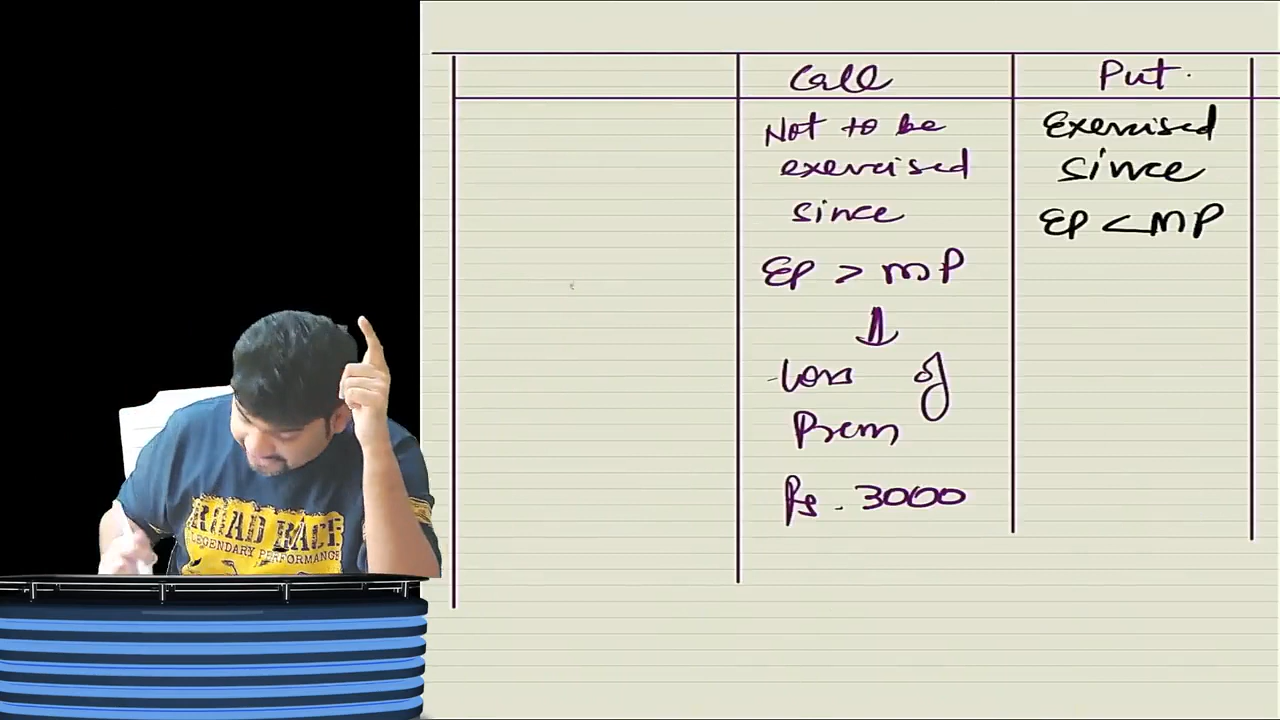 Call
Put
Not to be
exercised
since
EP > MP
Loss of
Prem
Rs. 3000
Exercised
since
EP < MP
ROAD RACE
LEGENDARY PERFORMANCE